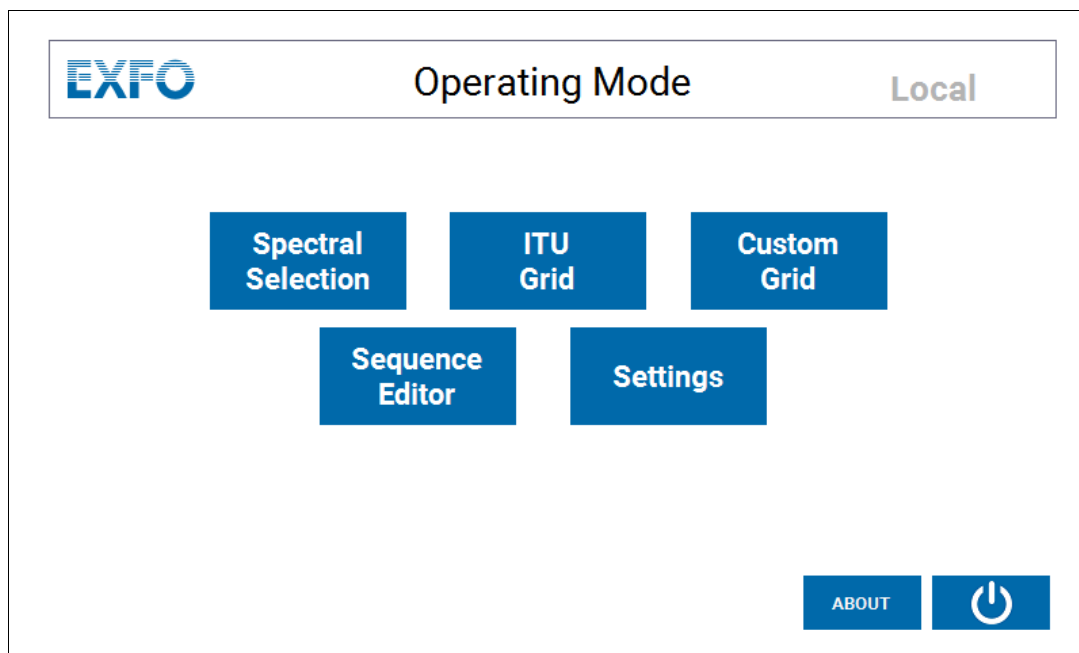 EXFO
Operating Mode
Local
Spectral
Selection
ITU
Grid
Custom
Grid
Sequence
Editor
Settings
ABOUT